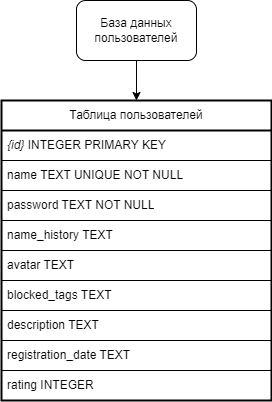 База данных
пользователей
Таблица пользователей
{id} INTEGER PRIMARY KEY
name TEXT UNIQUE NOT NULL
password TEXT NOT NULL
name_history TEXT
avatar TEXT
blocked_tags TEXT
description TEXT
registration_date TEXT
rating INTEGER